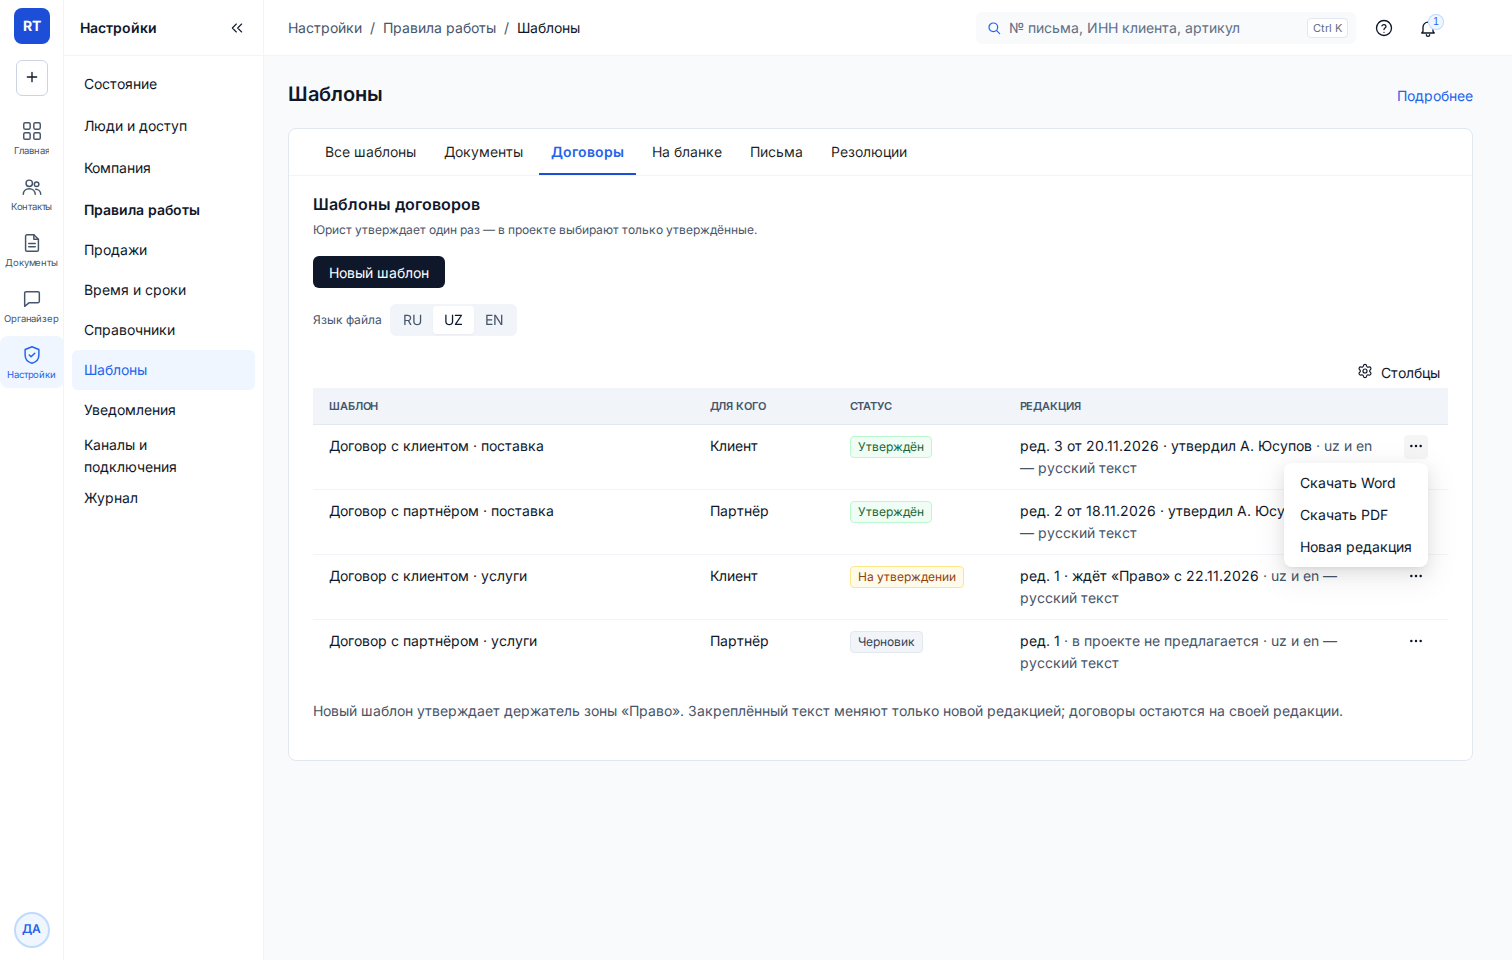 RT
Настройки
Настройки / Правила работы / Шаблоны
№ письма, ИНН клиента, артикул
Ctrl K
1
Главная
Контакты
Документы
Органайзер
Настройки
ДА
Состояние
Люди и доступ
Компания
Правила работы
Продажи
Время и сроки
Справочники
Шаблоны
Уведомления
Каналы и
подключения
Журнал
Шаблоны
Подробнее
Все шаблоны Документы Договоры На бланке Письма Резолюции
Шаблоны договоров
Юрист утверждает один раз — в проекте выбирают только утверждённые.
Новый шаблон
Язык файла RU UZ EN
Столбцы
ШАБЛОН ДЛЯ КОГО СТАТУС РЕДАКЦИЯ
Договор с клиентом · поставка Клиент Утверждён ред. 3 от 20.11.2026 · утвердил А. Юсупов · uz и en
— русский текст
Договор с партнёром · поставка Партнёр Утверждён ред. 2 от 18.11.2026 · утвердил А.
— русский текст
Скачать Word
Скачать PDF
Новая редакция
Договор с клиентом · услуги Клиент На утверждении ред. 1 · ждёт «Право» с 22.11.2026 · uz и en —
русский текст
Договор с партнёром · услуги Партнёр Черновик ред. 1 · в проекте не предлагается · uz и en —
русский текст
Новый шаблон утверждает держатель зоны «Право». Закреплённый текст меняют только новой редакцией; договоры остаются на своей редакции.